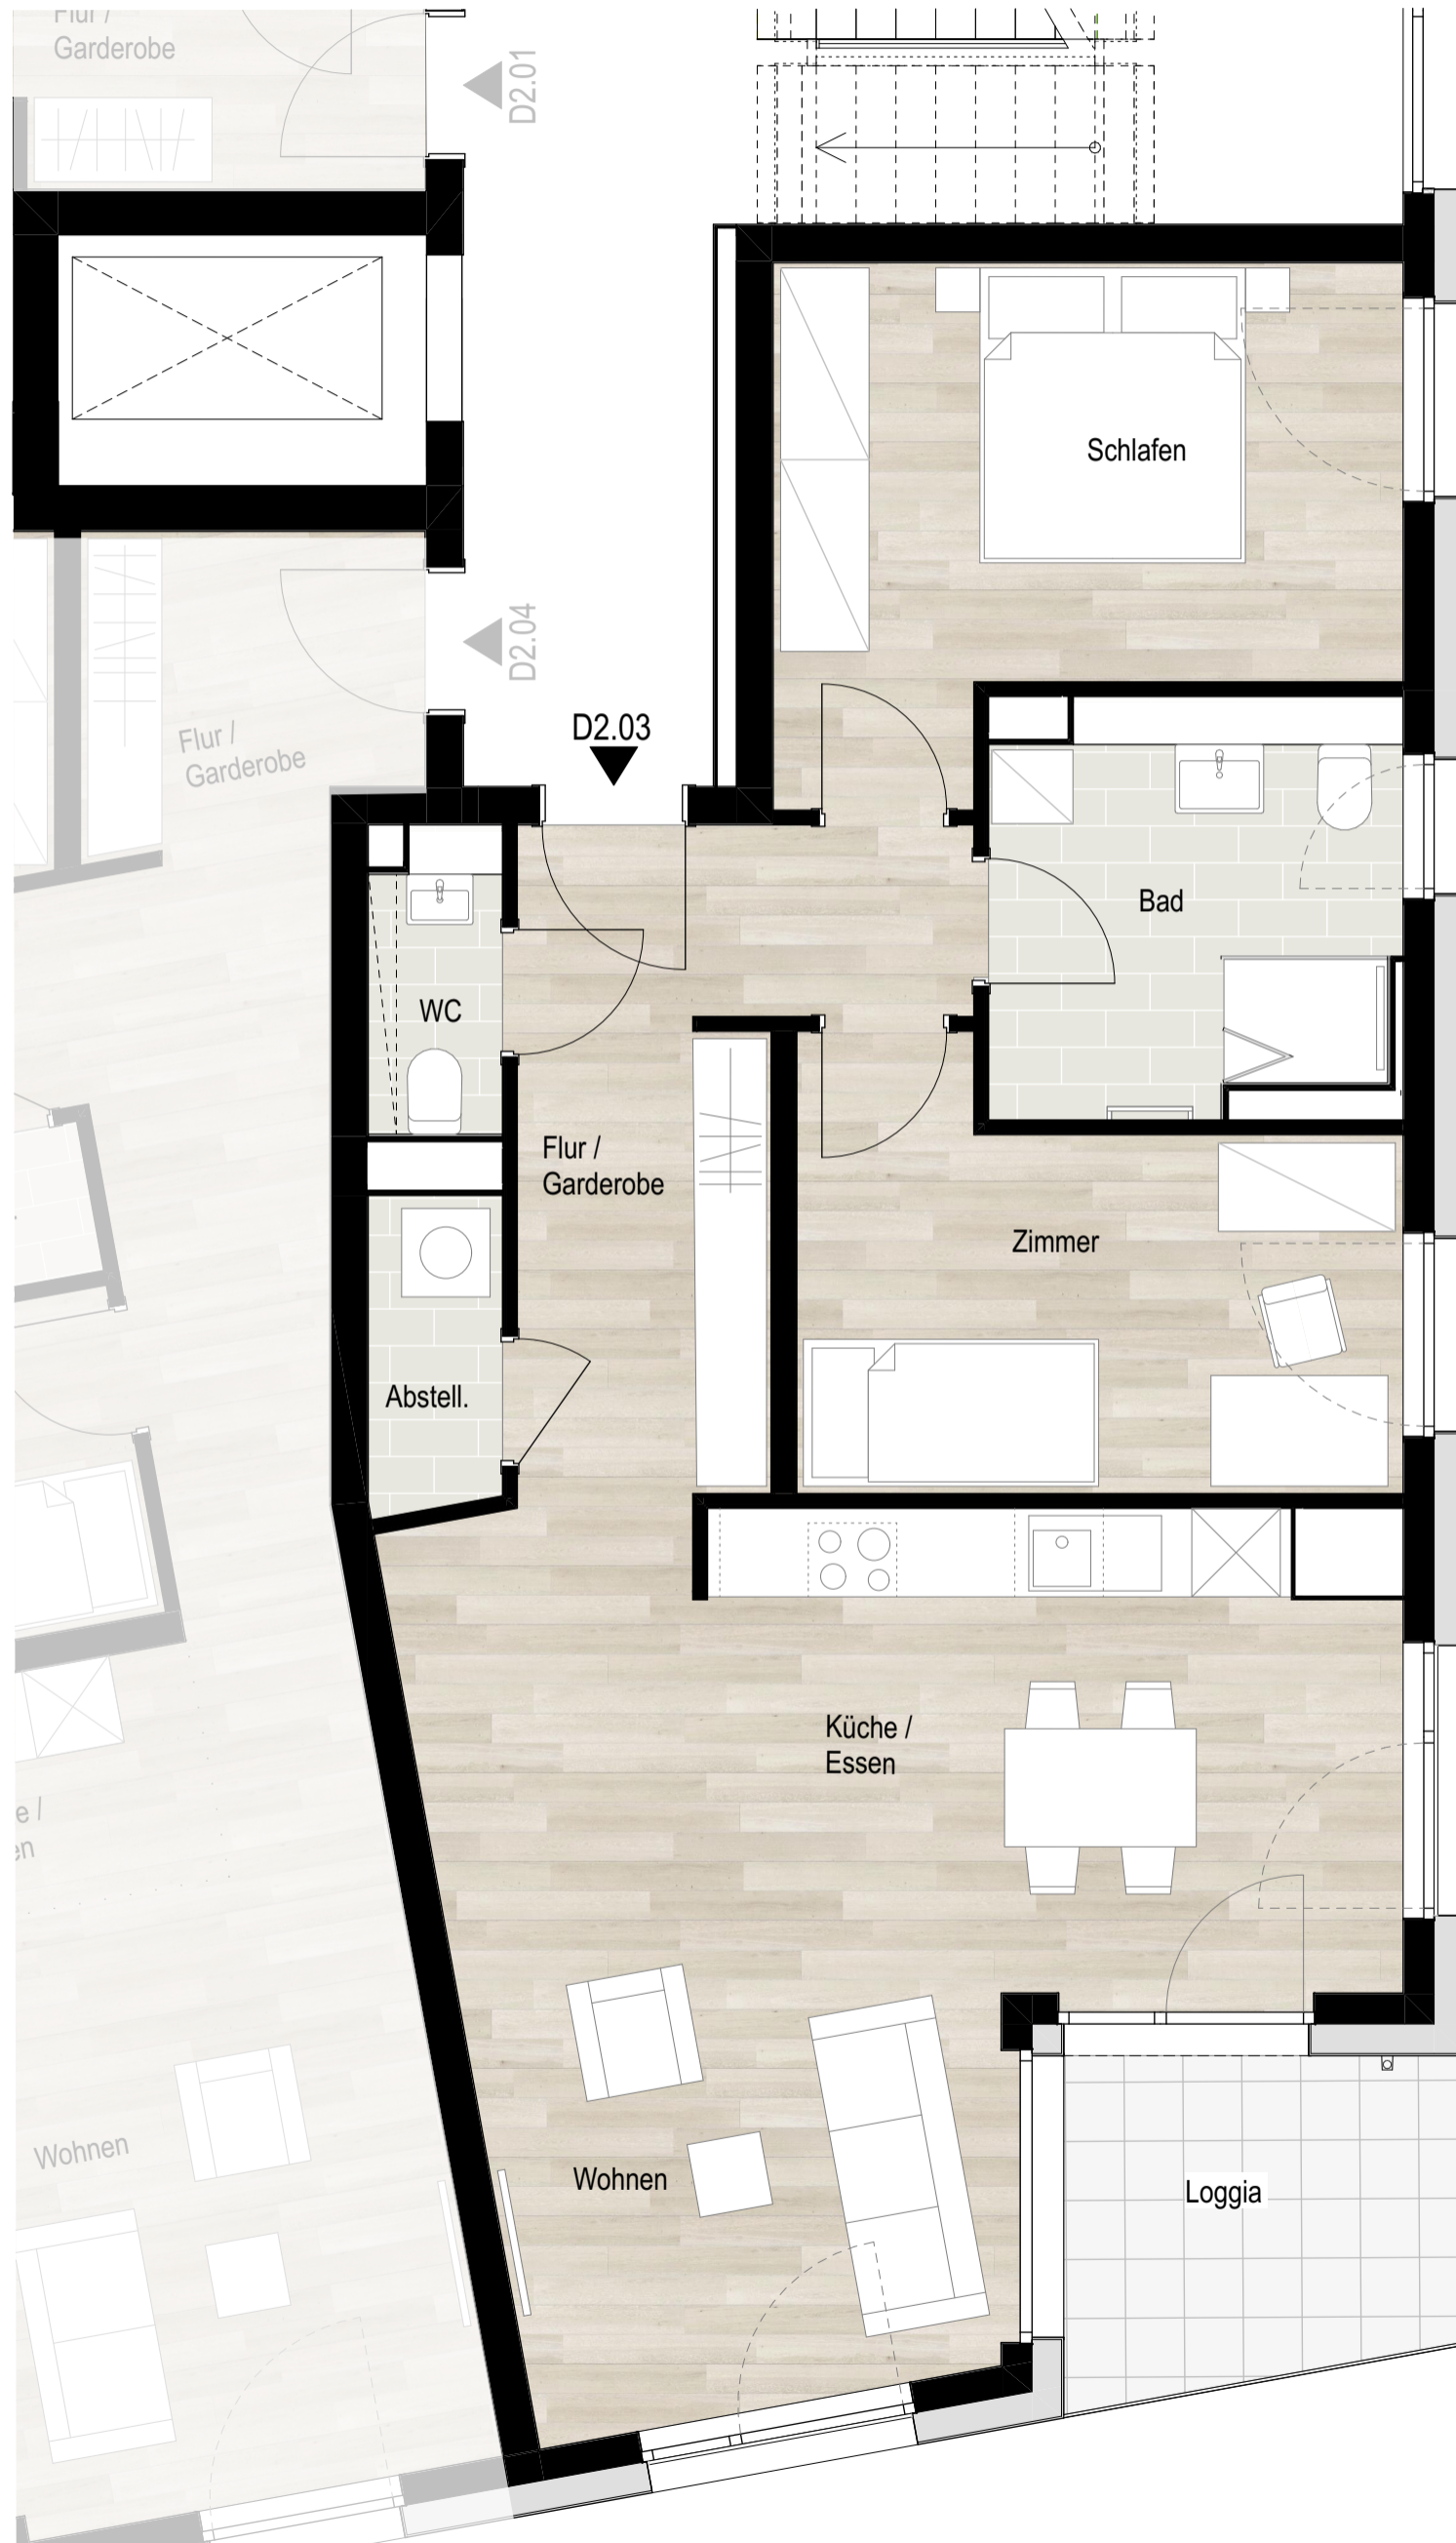 Flur /
Garderobe
D2.01
Schlafen
D2.04
D2.03
Flur /
Garderobe
Bad
WC
Flur /
Garderobe
Zimmer
Abstell.
Küche /
Essen
e /
en
Wohnen
Wohnen
Loggia